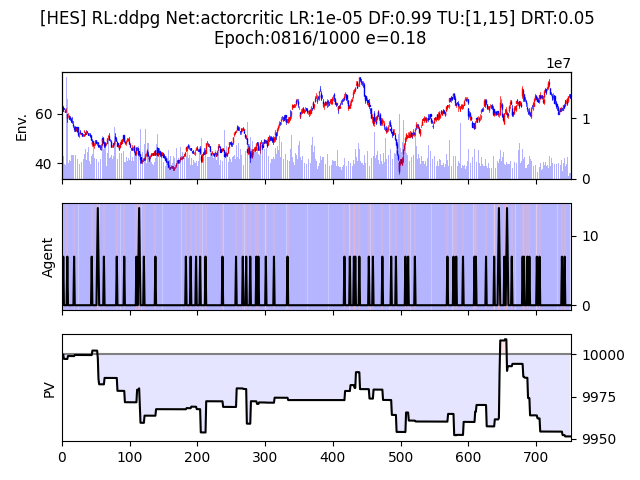 [HES] RL:ddpg Net:actorcritic LR:1e-05 DF:0.99 TU:[1,15] DRT:0.05
Epoch:0816/1000 e=0.18
1e7
Env.
60
40
1
0
Agent
10
0
PV
10000
9975
9950
0 100 200 300 400 500 600 700